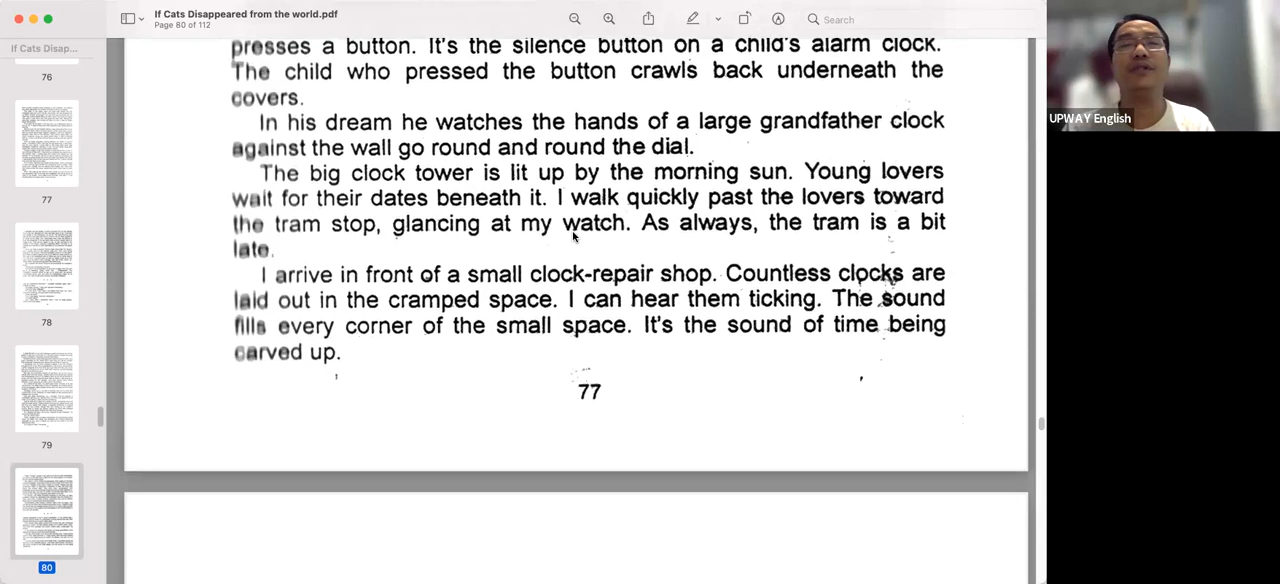 If Cats Disappeared from the world.pdf
Page 80 of 112
Search
If Cats Disap...
76
77
78
79
80
presses a button. It's the silence button on a child's alarm clock.
The child who pressed the button crawls back underneath the
covers.
In his dream he watches the hands of a large grandfather clock
against the wall go round and round the dial.
The big clock tower is lit up by the morning sun. Young lovers
wait for their dates beneath it. I walk quickly past the lovers toward
the tram stop, glancing at my watch. As always, the tram is a bit
late.
I arrive in front of a small clock-repair shop. Countless clocks are
laid out in the cramped space. I can hear them ticking. The sound
fills every corner of the small space. It's the sound of time being
carved up.
77
UPWAY English